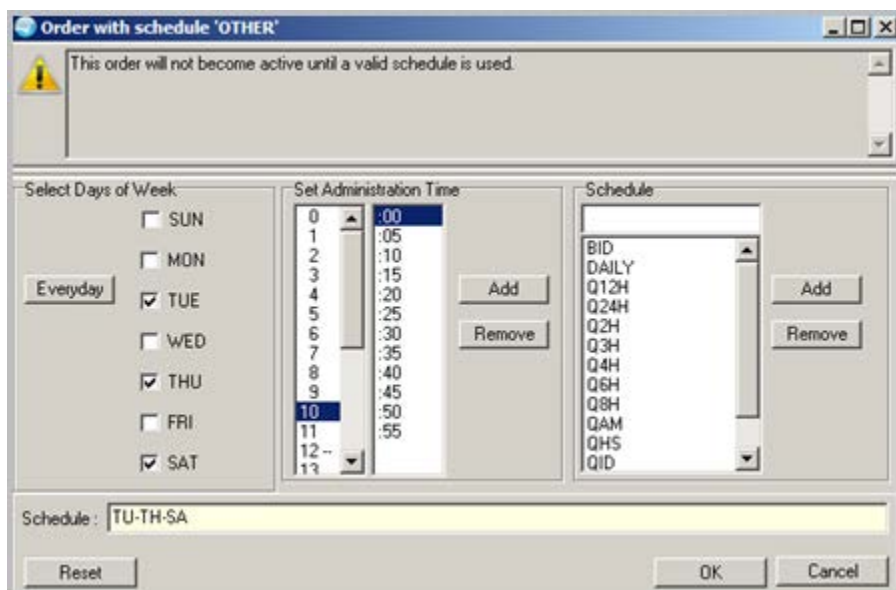 Order with schedule 'OTHER'
This order will not become active until a valid schedule is used.
Select Days of Week
Everyday
SUN
MON
TUE
WED
THU
FRI
SAT
Set Administration Time
0
1
2
3
4
5
6
7
8
9
10
11
12 --
13
:00
:05
:10
:15
:20
:25
:30
:35
:40
:45
:50
:55
Add
Remove
Schedule
BID
DAILY
Q12H
Q24H
Q2H
Q3H
Q4H
Q6H
Q8H
QAM
QHS
QID
Add
Remove
Schedule : TU-TH-SA
Reset
OK
Cancel